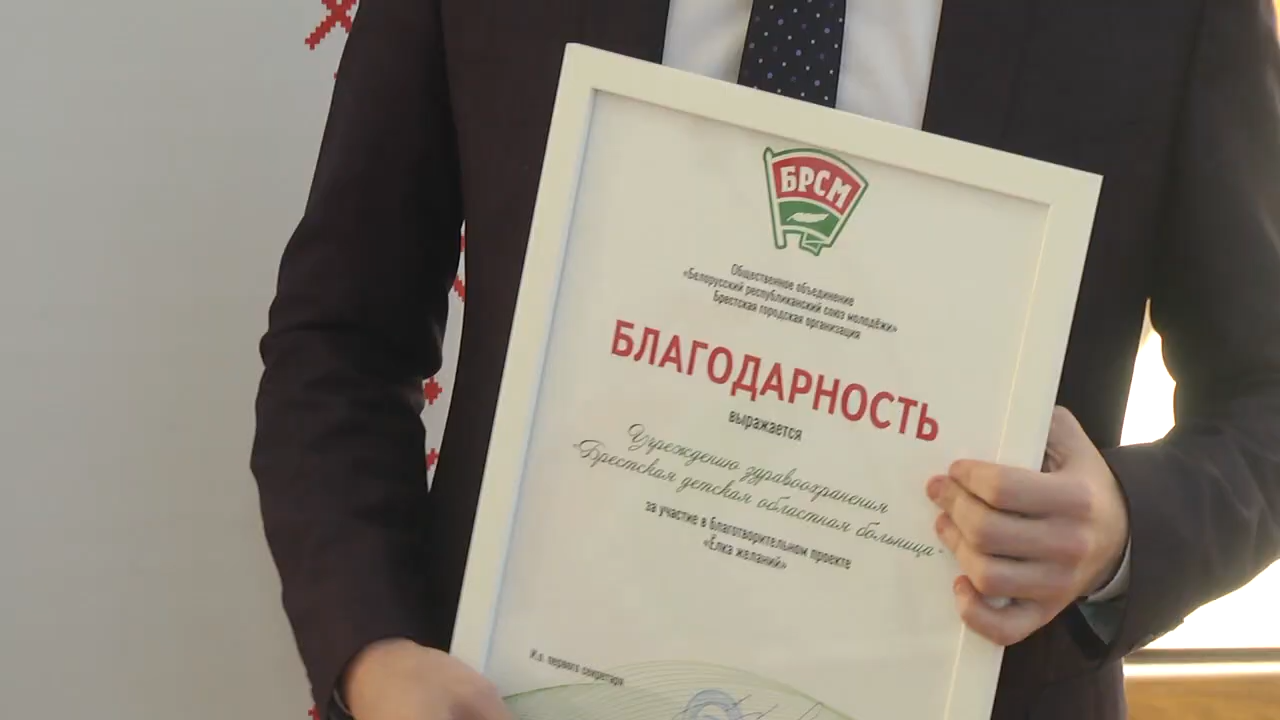 БРСМ
Общественное объединение
«Белорусский республиканский союз молодёжи»
Брестская городская организация
БЛАГОДАРНОСТЬ
выражается
Учреждению здравоохранения
"Брестская детская областная больница"
за участие в благотворительном проекте
«Ёлка желаний»
И.о. первого секретаря